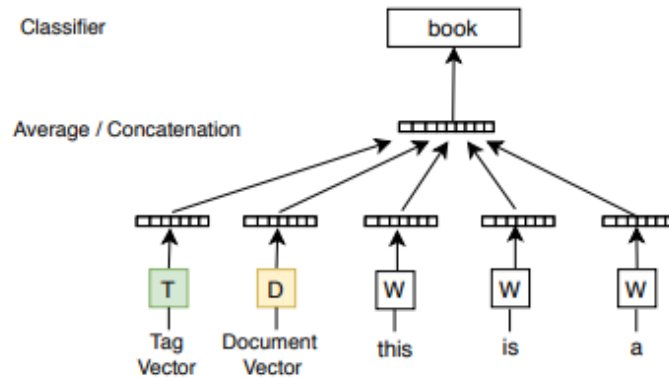 Classifier
book
Average / Concatenation
T
D
W
W
W
Tag
Vector
Document
Vector
this
is
a